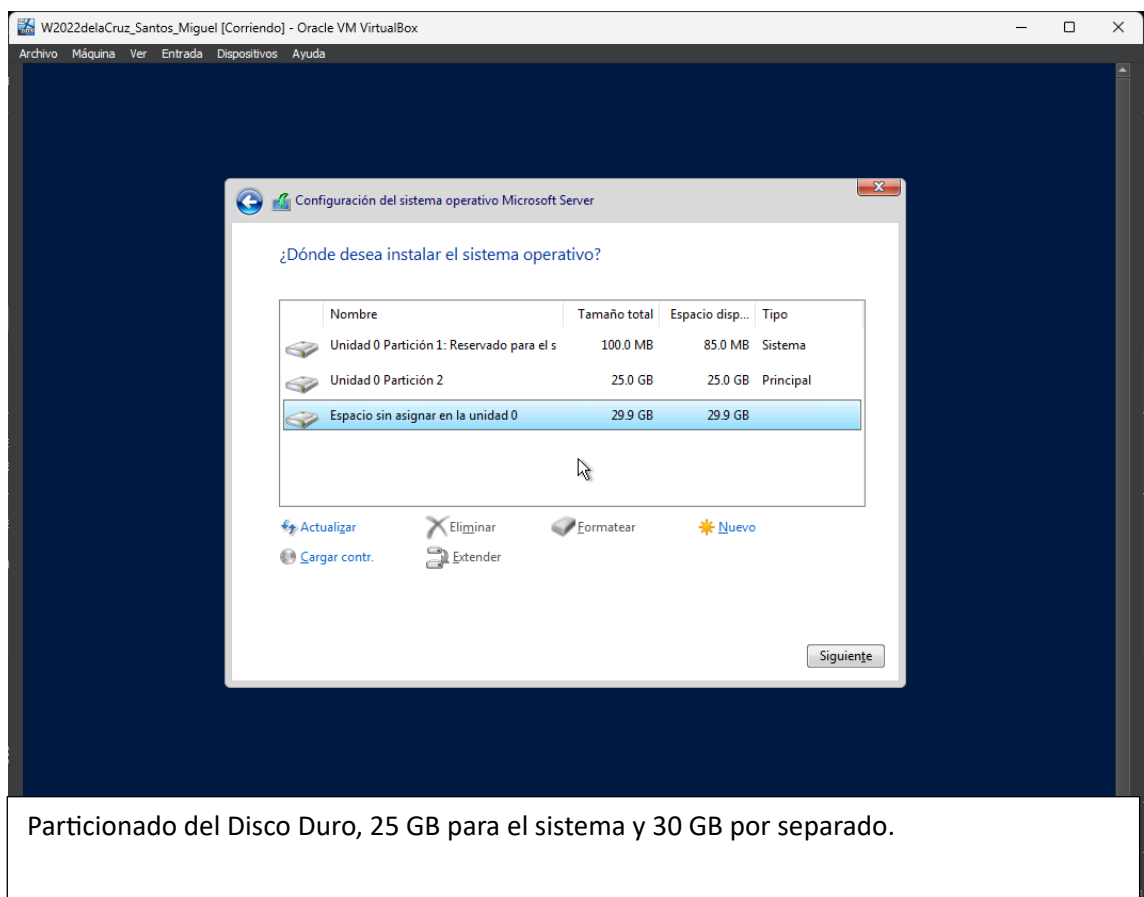 W2022delaCruz_Santos_Miguel [Corriendo] - Oracle VM VirtualBox
Archivo Máquina Ver Entrada Dispositivos Ayuda
Configuración del sistema operativo Microsoft Server
¿Dónde desea instalar el sistema operativo?
Nombre Tamaño total Espacio disp... Tipo
Unidad 0 Partición 1: Reservado para el s 100.0 MB 85.0 MB Sistema
Unidad 0 Partición 2 25.0 GB 25.0 GB Principal
Espacio sin asignar en la unidad 0 29.9 GB 29.9 GB
Actualizar Eliminar Formatear Nuevo
Cargar contr. Extender
Siguiente
Particionado del Disco Duro, 25 GB para el sistema y 30 GB por separado.